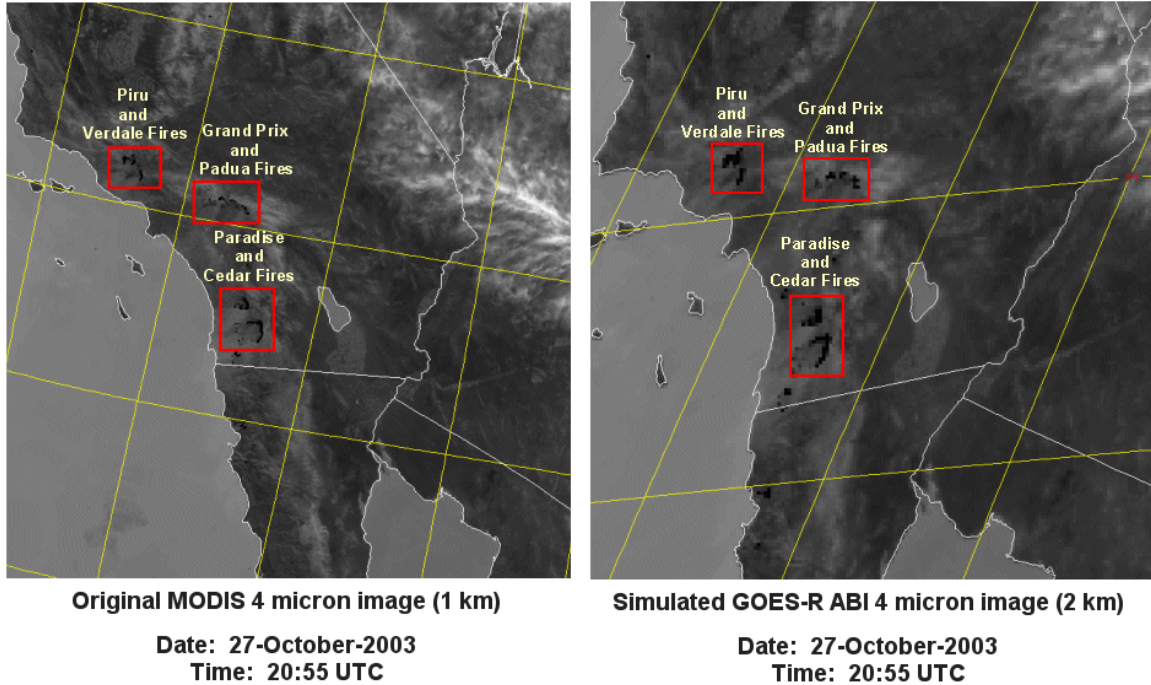 Piru
and
Verdale Fires
Grand Prix
and
Padua Fires
Paradise
and
Cedar Fires
Original MODIS 4 micron image (1 km)
Date: 27-October-2003
Time: 20:55 UTC
Piru
and
Verdale Fires
Grand Prix
and
Padua Fires
Paradise
and
Cedar Fires
Simulated GOES-R ABI 4 micron image (2 km)
Date: 27-October-2003
Time: 20:55 UTC